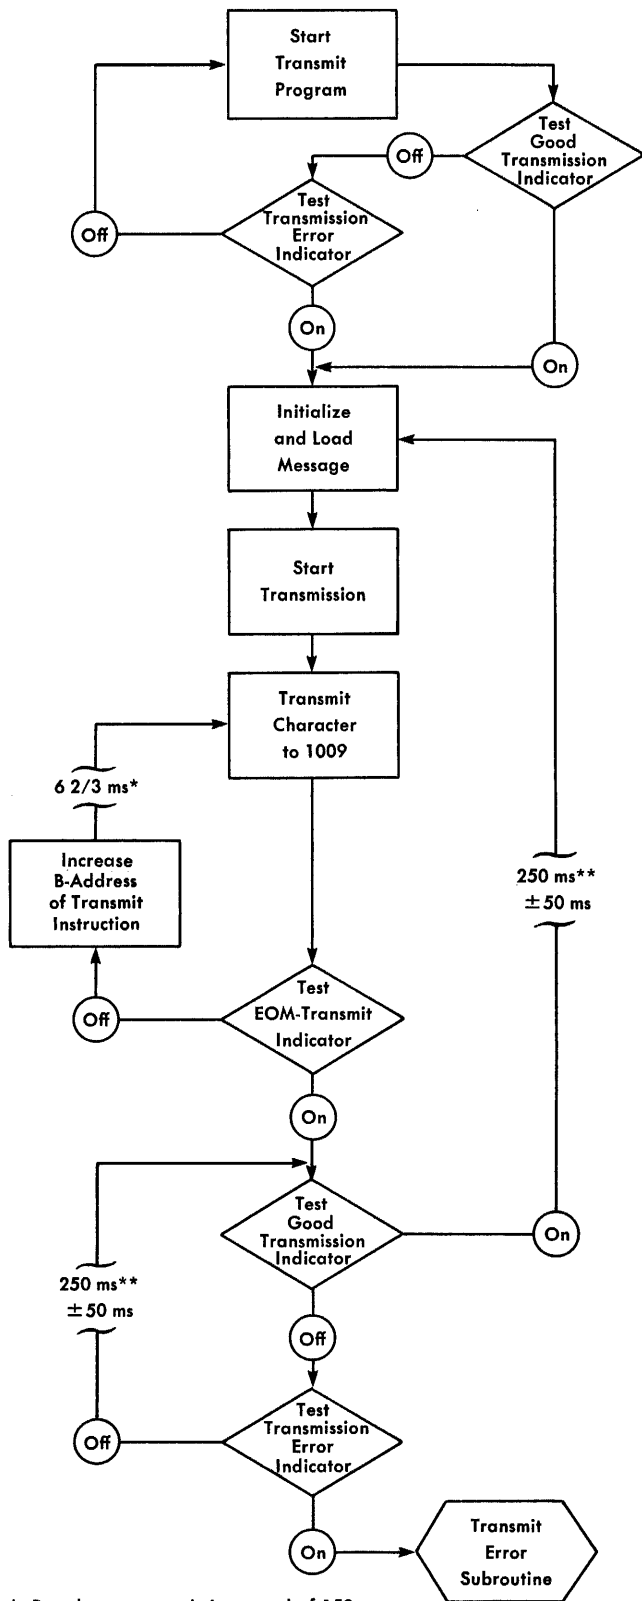 Start
Transmit
Program
Test
Good
Transmission
Indicator
Off
Test
Transmission
Error
Indicator
Off
On
On
Initialize
and Load
Message
Start
Transmission
Transmit
Character
to 1009
6 2/3 ms*
Increase
B-Address
of Transmit
Instruction
250 ms**
±50 ms
Test
EOM-Transmit
Indicator
Off
On
Test
Good
Transmission
Indicator
On
250 ms**
±50 ms
Off
Test
Transmission
Error
Indicator
Off
On
Transmit
Error
Subroutine